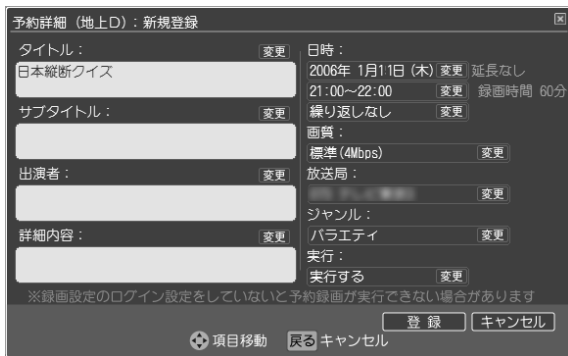 予約詳細（地上D）：新規登録
タイトル：
変更
日本縦断クイズ
サブタイトル：
変更
出演者：
変更
詳細内容：
変更
日時：
2006年 1月11日 (木) 変更 延長なし
21:00〜22:00 変更 録画時間 60分
繰り返しなし 変更
画質：
標準(4Mbps) 変更
放送局：
変更
ジャンル：
バラエティ 変更
実行：
実行する 変更
※録画設定のログイン設定をしていないと予約録画が実行できない場合があります
登録 キャンセル
項目移動 戻る キャンセル